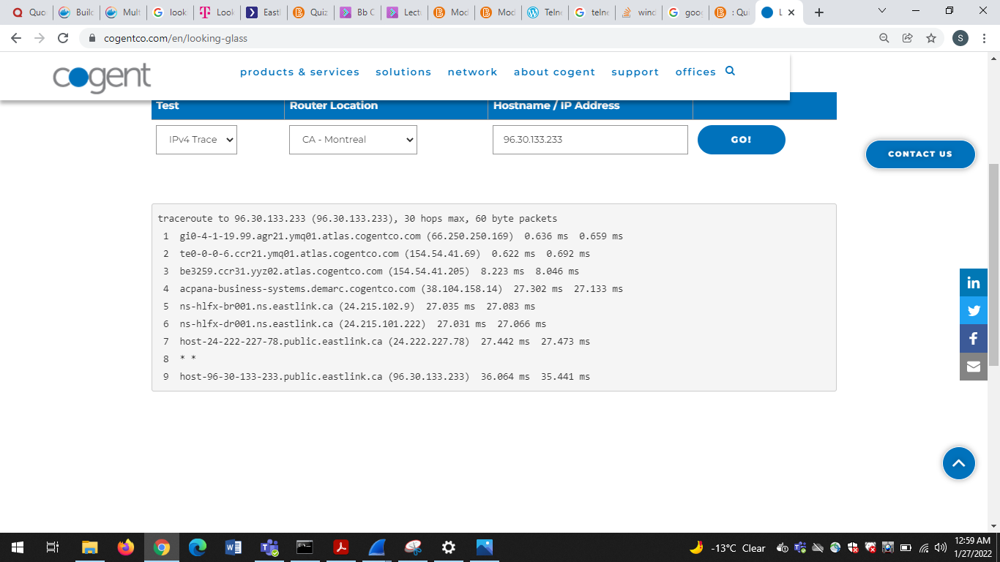 Quo
Builc
Mult
look
Look
Eastl
Quiz
Bb C
Lect
Mod
Mod
Telne
telne
winc
goo
: Qu
L
cogentco.com/en/looking-glass
S
cogent
products & services solutions network about cogent support offices
Test Router Location Hostname / IP Address
IPv4 Trace CA - Montreal 96.30.133.233 GO!
CONTACT US
traceroute to 96.30.133.233 (96.30.133.233), 30 hops max, 60 byte packets
1 gi0-4-1-19.99.agr21.ymq01.atlas.cogentco.com (66.250.250.169) 0.636 ms 0.659 ms
2 te0-0-0-6.ccr21.ymq01.atlas.cogentco.com (154.54.41.69) 0.622 ms 0.692 ms
3 be3259.ccr31.yyz02.atlas.cogentco.com (154.54.41.205) 8.223 ms 8.046 ms
4 acpana-business-systems.demarc.cogentco.com (38.104.158.14) 27.302 ms 27.133 ms
5 ns-hlfx-br001.ns.eastlink.ca (24.215.102.9) 27.035 ms 27.083 ms
6 ns-hlfx-dr001.ns.eastlink.ca (24.215.101.222) 27.031 ms 27.066 ms
7 host-24-222-227-78.public.eastlink.ca (24.222.227.78) 27.442 ms 27.473 ms
8 * *
9 host-96-30-133-233.public.eastlink.ca (96.30.133.233) 36.064 ms 35.441 ms
-13°C Clear
12:59 AM
1/27/2022